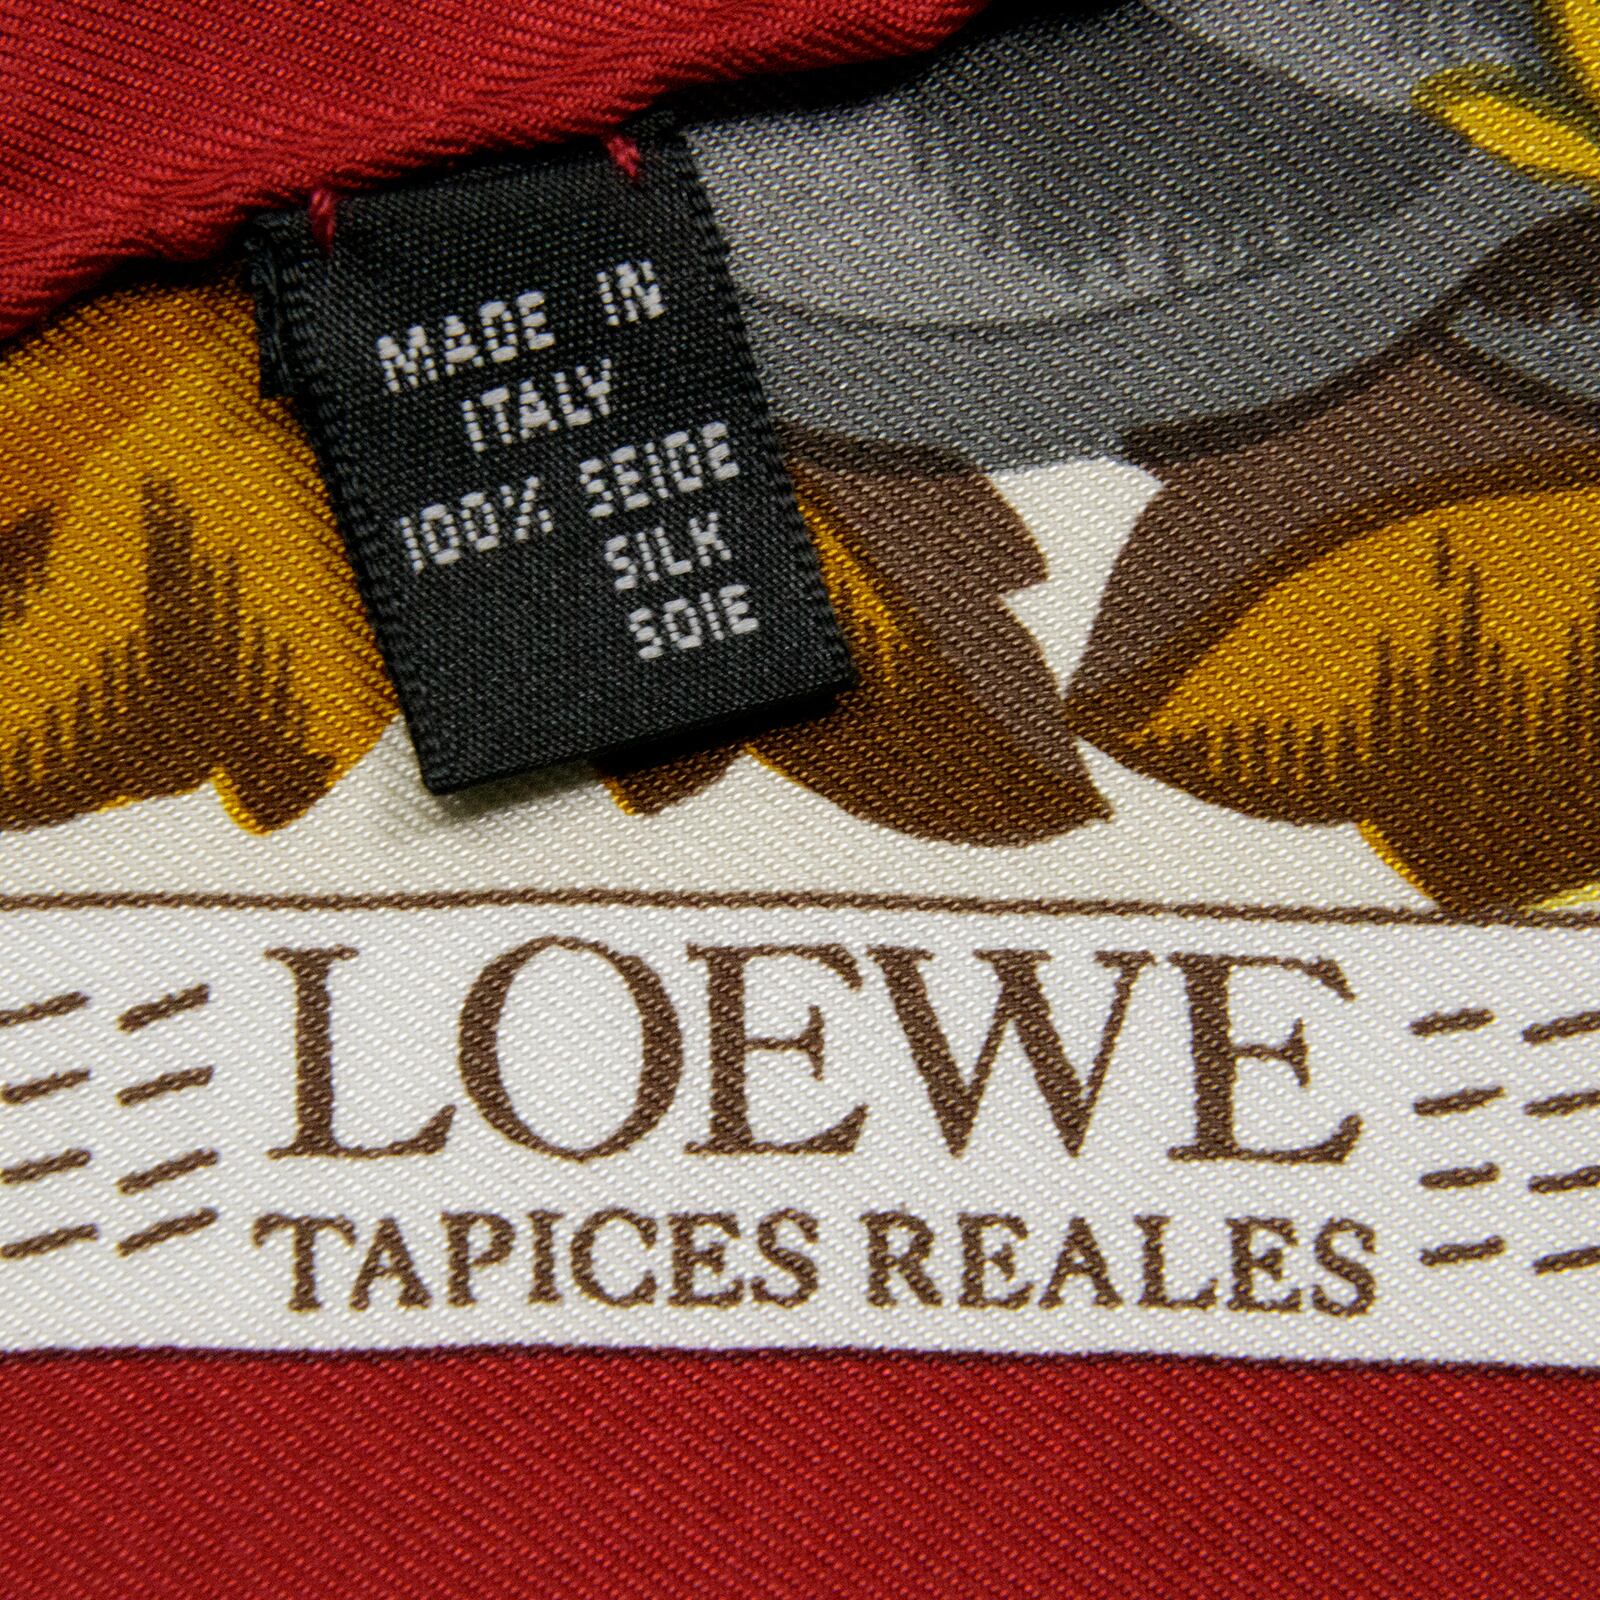 MADE IN
ITALY
100% SEIDE
SILK
SOIE
LOEWE
TAPICES REALES